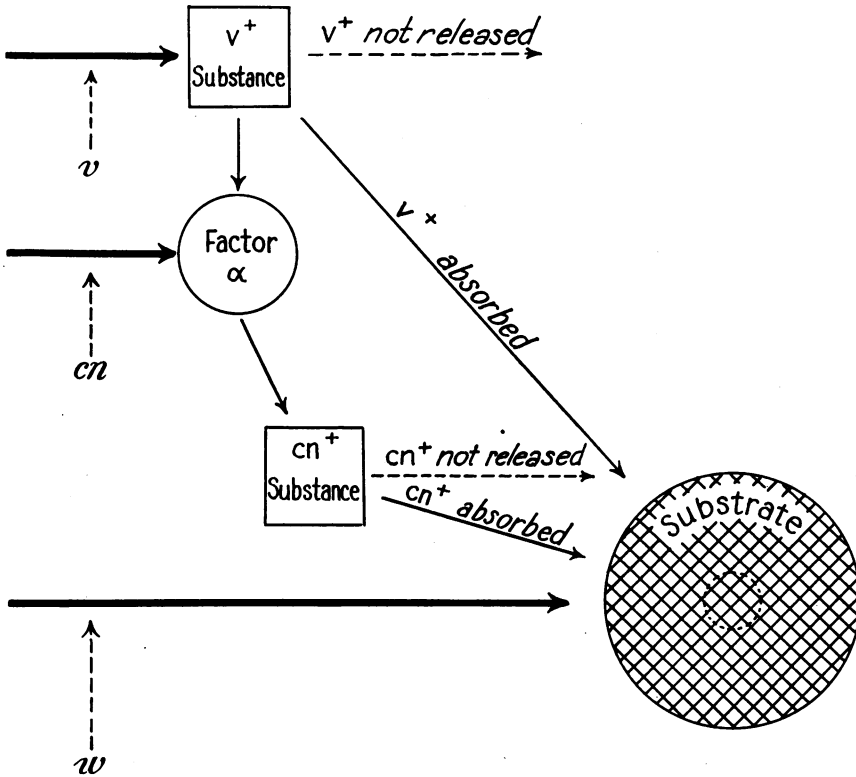 v+
Substance
v+ not released
v
v× absorbed
Factor
α
cn
cn+
Substance
cn+ not released
cn+ absorbed
Substrate
w